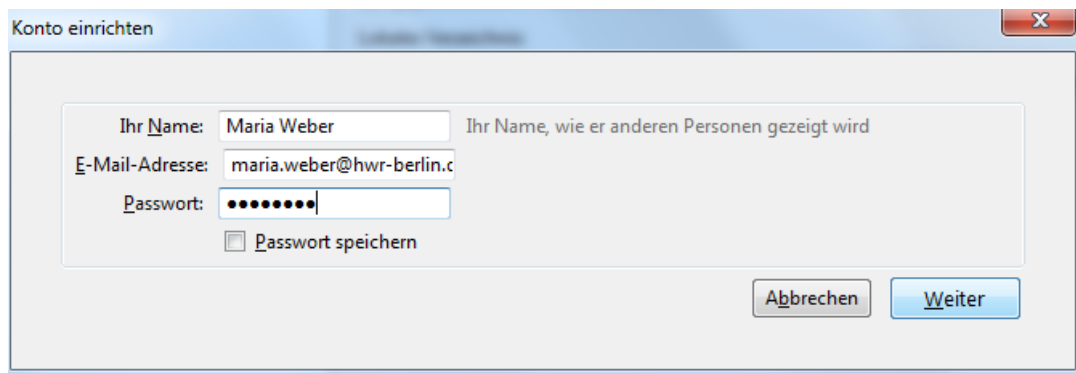 Konto einrichten
Ihr Name: Maria Weber Ihr Name, wie er anderen Personen gezeigt wird
E-Mail-Adresse: maria.weber@hwr-berlin.d
Passwort: ••••••••
Passwort speichern
Abbrechen Weiter